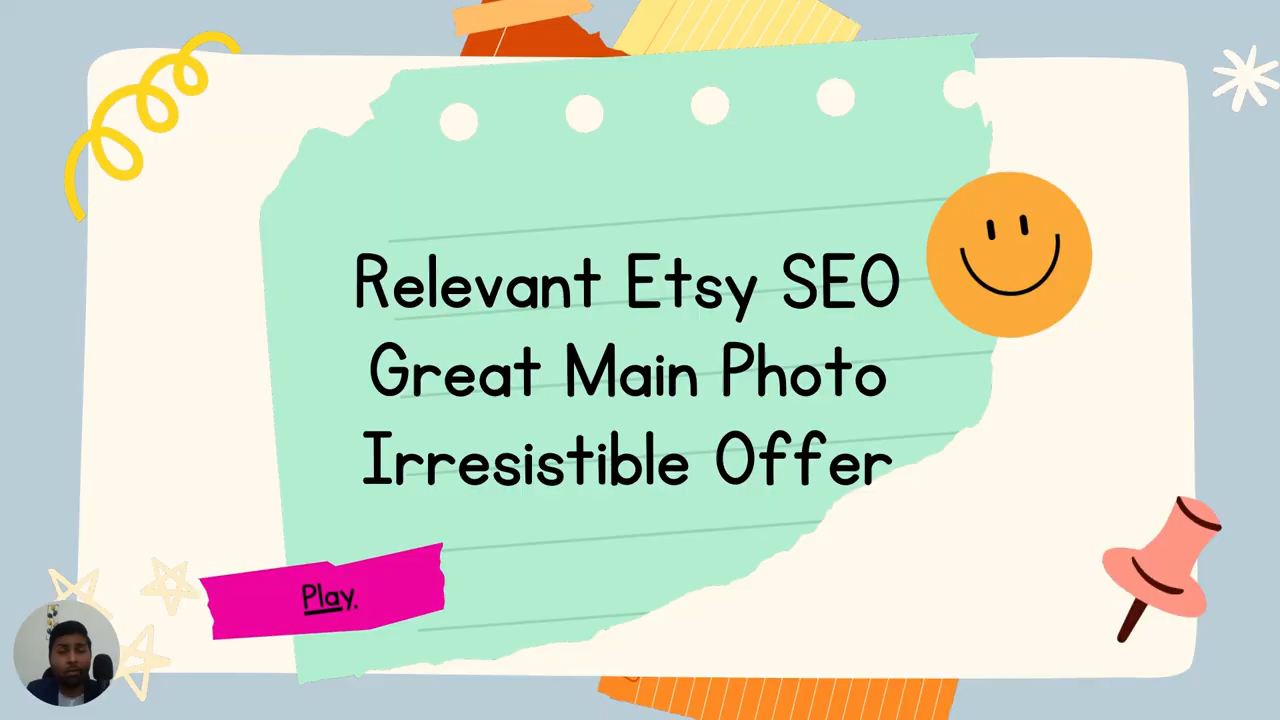 Relevant Etsy SEO
Great Main Photo
Irresistible Offer
Play.